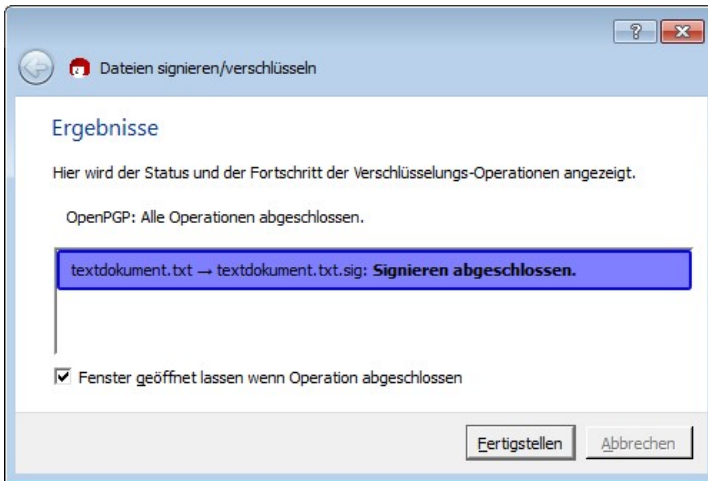 Dateien signieren/verschlüsseln
Ergebnisse
Hier wird der Status und der Fortschritt der Verschlüsselungs-Operationen angezeigt.
OpenPGP: Alle Operationen abgeschlossen.
textdokument.txt → textdokument.txt.sig: Signieren abgeschlossen.
Fenster geöffnet lassen wenn Operation abgeschlossen
Fertigstellen Abbrechen